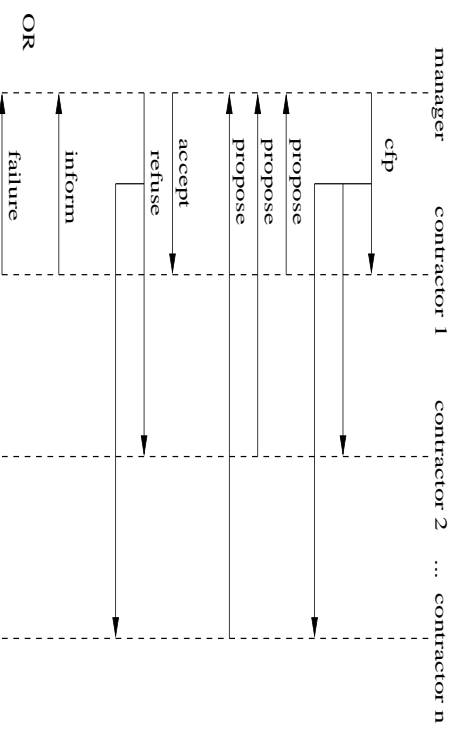 manager contractor 1 contractor 2 ... contractor n
cfp
propose
propose
propose
accept
refuse
inform
OR
failure